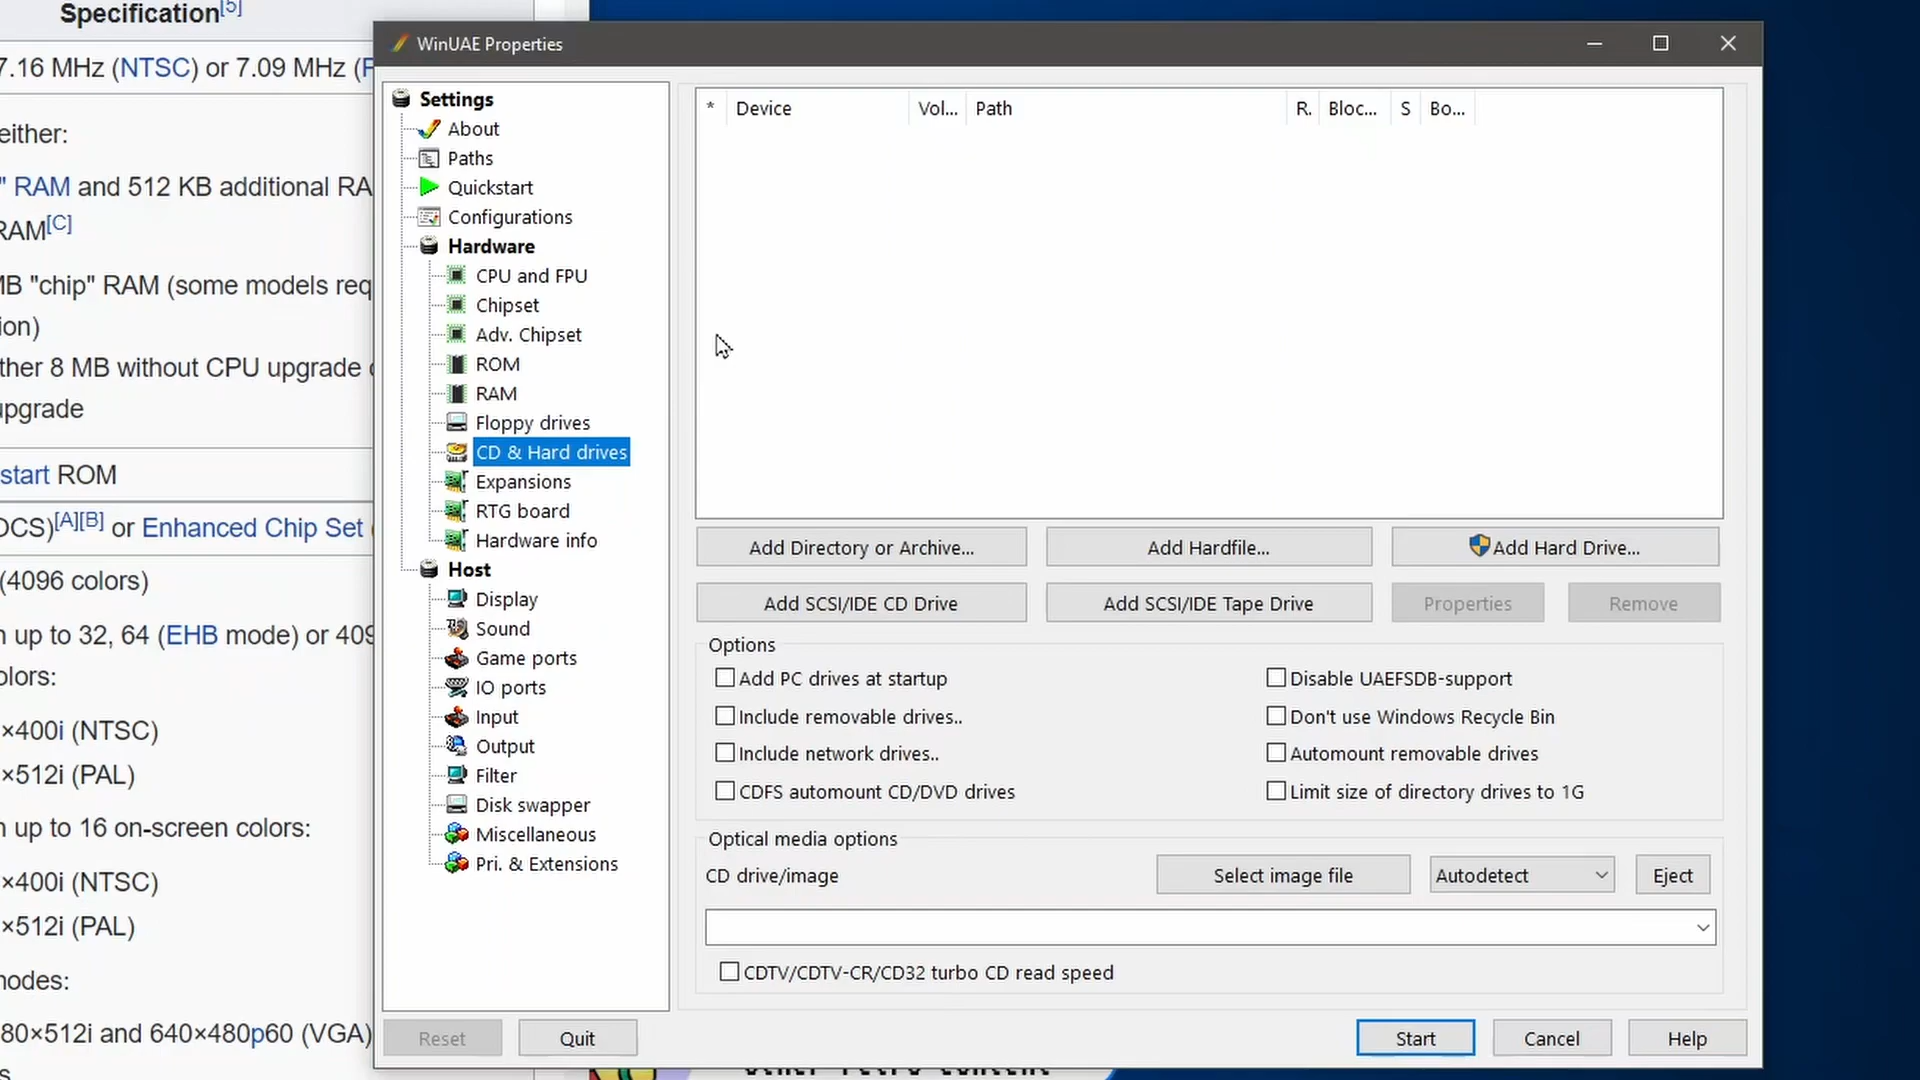 Specification[5]
7.16 MHz (NTSC) or 7.09 MHz (
either:
" RAM and 512 KB additional RA
RAM[C]
MB "chip" RAM (some models req
ion)
ther 8 MB without CPU upgrade
upgrade
start ROM
OCS)[A][B] or Enhanced Chip Set (
(4096 colors)
n up to 32, 64 (EHB mode) or 409
olors:
×400i (NTSC)
×512i (PAL)
n up to 16 on-screen colors:
×400i (NTSC)
×512i (PAL)
modes:
80×512i and 640×480p60 (VGA)
WinUAE Properties
Settings
About
Paths
Quickstart
Configurations
Hardware
CPU and FPU
Chipset
Adv. Chipset
ROM
RAM
Floppy drives
CD & Hard drives
Expansions
RTG board
Hardware info
Host
Display
Sound
Game ports
IO ports
Input
Output
Filter
Disk swapper
Miscellaneous
Pri. & Extensions
* Device Vol... Path R. Bloc... S Bo...
Add Directory or Archive... Add Hardfile... Add Hard Drive...
Add SCSI/IDE CD Drive Add SCSI/IDE Tape Drive Properties Remove
Options
Add PC drives at startup Disable UAEFSDB-support
Include removable drives.. Don't use Windows Recycle Bin
Include network drives.. Automount removable drives
CDFS automount CD/DVD drives Limit size of directory drives to 1G
Optical media options
CD drive/image Select image file Autodetect Eject
CDTV/CDTV-CR/CD32 turbo CD read speed
Reset Quit Start Cancel Help